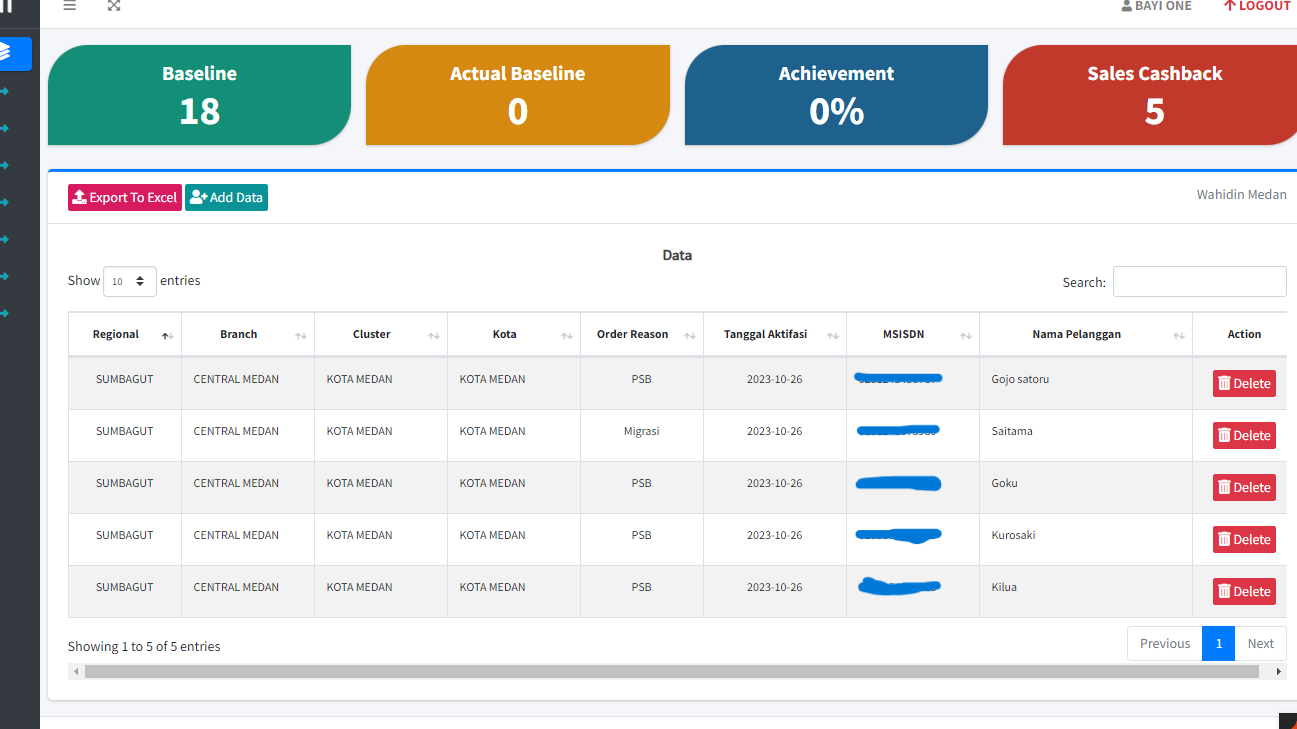 BAYI ONE LOGOUT
Baseline Actual Baseline Achievement Sales Cashback
18 0 0% 5
Export To Excel Add Data Wahidin Medan
Data
Show 10 entries Search:
Regional Branch Cluster Kota Order Reason Tanggal Aktifasi MSISDN Nama Pelanggan Action
SUMBAGUT CENTRAL MEDAN KOTA MEDAN KOTA MEDAN PSB 2023-10-26 Gojo satoru Delete
SUMBAGUT CENTRAL MEDAN KOTA MEDAN KOTA MEDAN Migrasi 2023-10-26 Saitama Delete
SUMBAGUT CENTRAL MEDAN KOTA MEDAN KOTA MEDAN PSB 2023-10-26 Goku Delete
SUMBAGUT CENTRAL MEDAN KOTA MEDAN KOTA MEDAN PSB 2023-10-26 Kurosaki Delete
SUMBAGUT CENTRAL MEDAN KOTA MEDAN KOTA MEDAN PSB 2023-10-26 Kilua Delete
Showing 1 to 5 of 5 entries Previous 1 Next